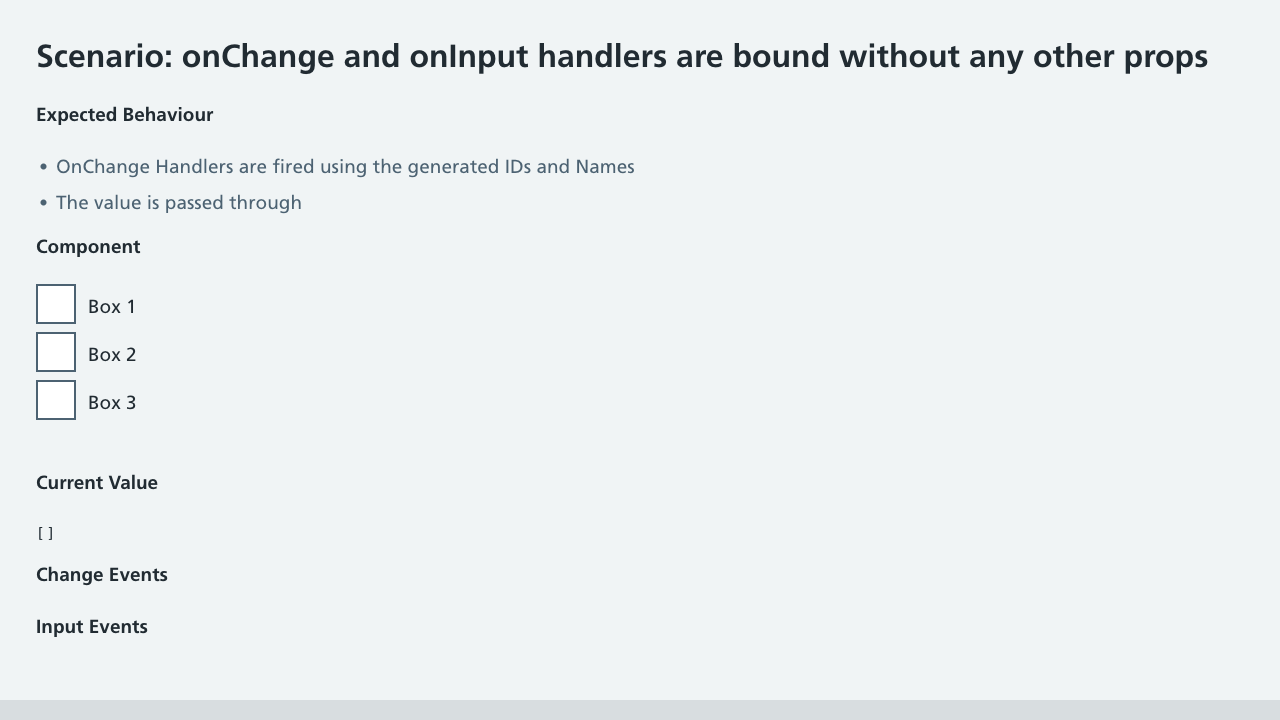 Scenario: onChange and onInput handlers are bound without any other props
Expected Behaviour
• OnChange Handlers are fired using the generated IDs and Names
• The value is passed through
Component
Box 1
Box 2
Box 3
Current Value
[]
Change Events
Input Events